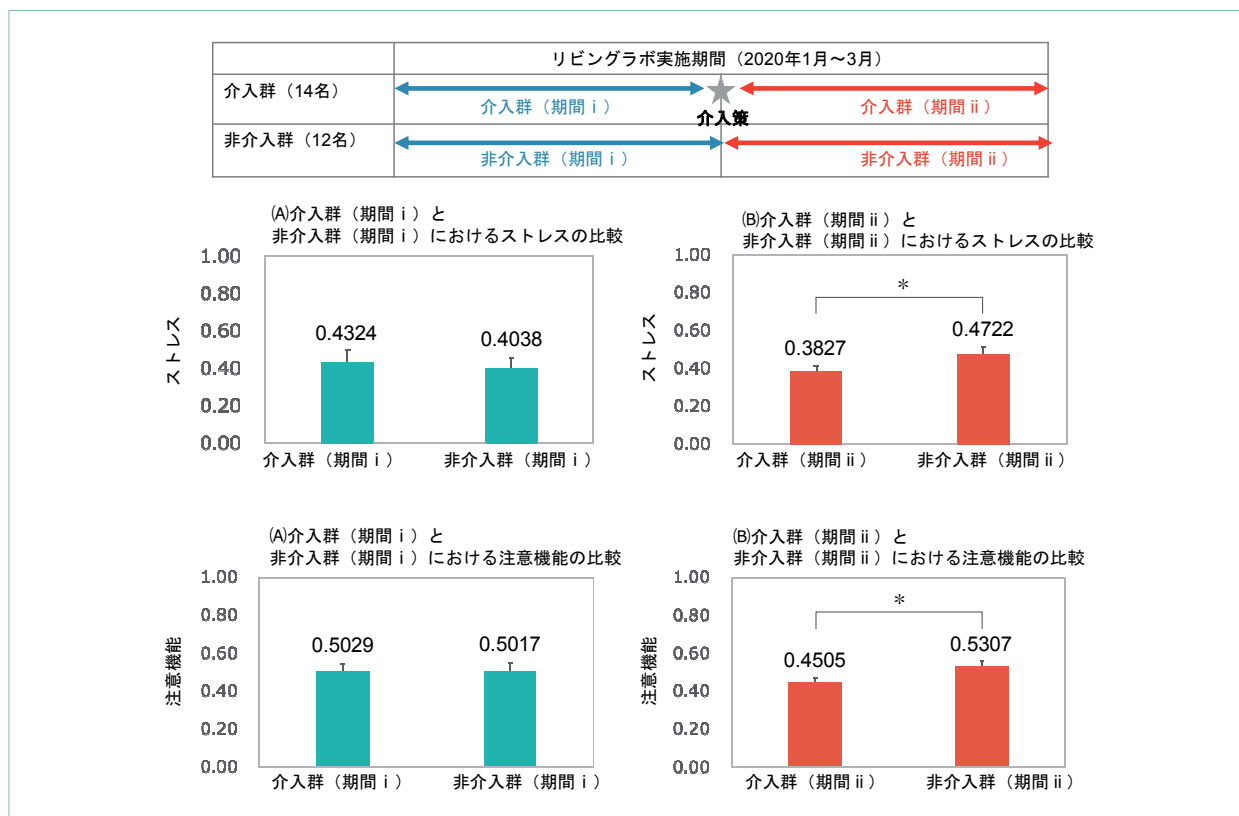 リビングラボ実施期間（2020年1月～3月）
介入群（14名）
介入群（期間ⅰ）
介入策
介入群（期間ⅱ）
非介入群（12名）
非介入群（期間ⅰ）
非介入群（期間ⅱ）
⒜介入群（期間ⅰ）と
非介入群（期間ⅰ）におけるストレスの比較
1.00
0.80
0.60
0.40
0.20
0.00
ストレス
0.4324
0.4038
介入群（期間ⅰ）
非介入群（期間ⅰ）
(B)介入群（期間ⅱ）と
非介入群（期間ⅱ）におけるストレスの比較
1.00
0.80
0.60
0.40
0.20
0.00
ストレス
*
0.3827
0.4722
介入群（期間ⅱ）
非介入群（期間ⅱ）
(A)介入群（期間ⅰ）と
非介入群（期間ⅰ）における注意機能の比較
1.00
0.80
0.60
0.40
0.20
0.00
注意機能
0.5029
0.5017
介入群（期間ⅰ）
非介入群（期間ⅰ）
(B)介入群（期間ⅱ）と
非介入群（期間ⅱ）における注意機能の比較
1.00
0.80
0.60
0.40
0.20
0.00
注意機能
*
0.4505
0.5307
介入群（期間ⅱ）
非介入群（期間ⅱ）